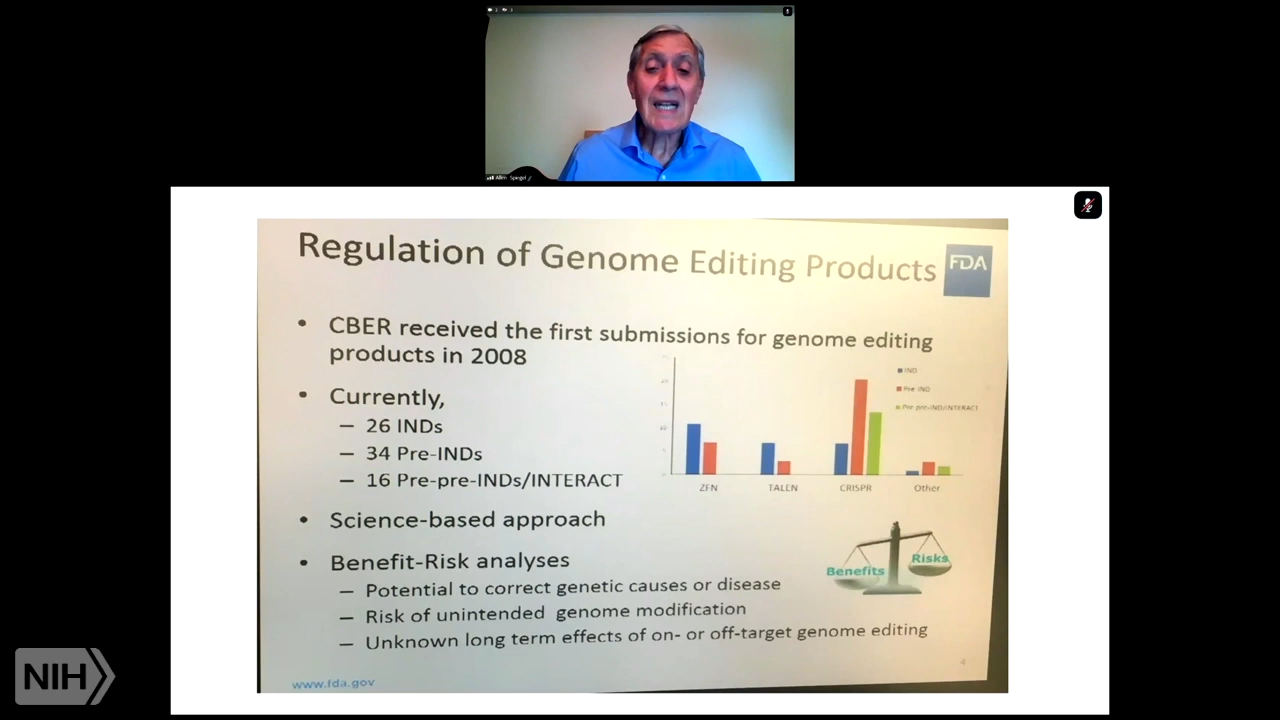 Allen Spiegel
Regulation of Genome Editing Products
FDA
• CBER received the first submissions for genome editing
products in 2008
• Currently,
– 26 INDs
– 34 Pre-INDs
– 16 Pre-pre-INDs/INTERACT
IND
Pre-IND
Pre-pre-IND/INTERACT
ZFN TALEN CRISPR Other
• Science-based approach
• Benefit-Risk analyses
– Potential to correct genetic causes or disease
– Risk of unintended genome modification
– Unknown long term effects of on- or off-target genome editing
Benefits Risks
4
www.fda.gov
NIH